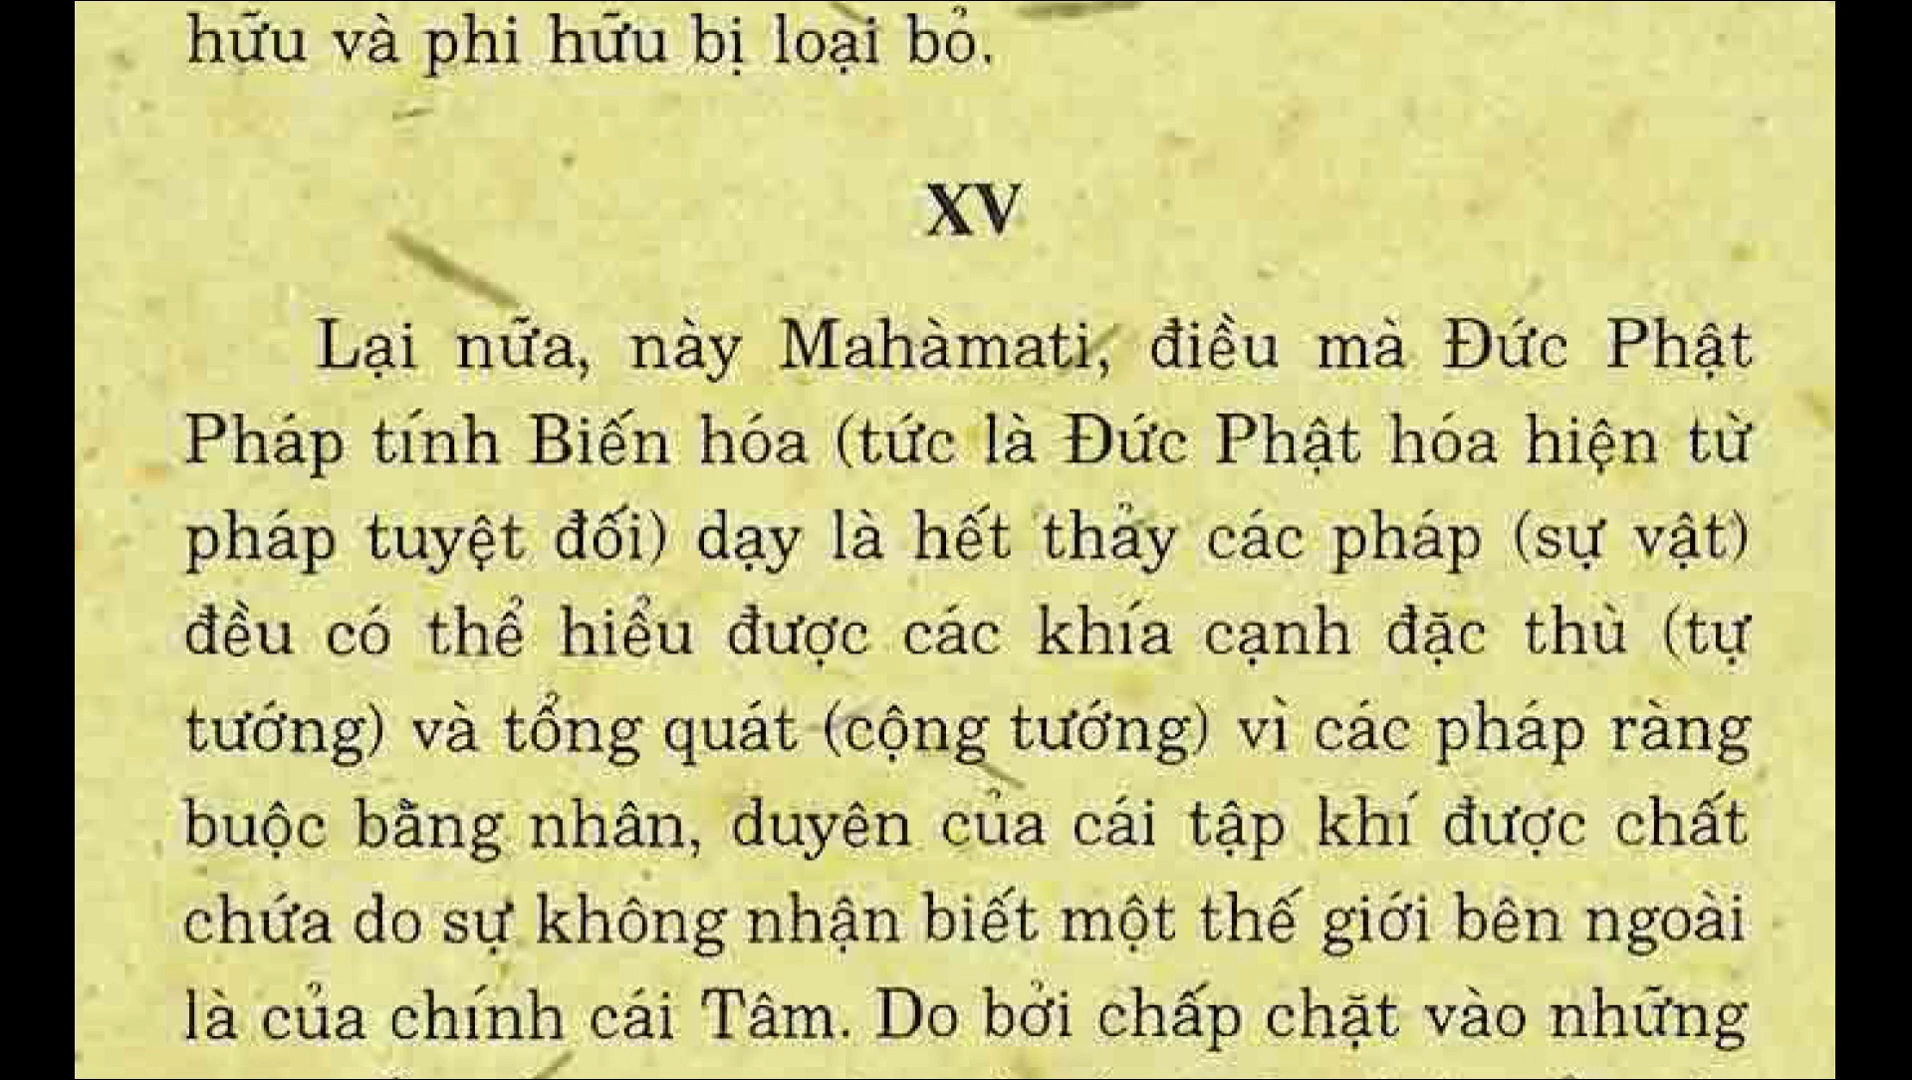 hữu và phi hữu bị loại bỏ.
XV
Lại nữa, này Mahàmati, điều mà Đức Phật
Pháp tính Biến hóa (tức là Đức Phật hóa hiện từ
pháp tuyệt đối) dạy là hết thảy các pháp (sự vật)
đều có thể hiểu được các khía cạnh đặc thù (tự
tướng) và tổng quát (cộng tướng) vì các pháp ràng
buộc bằng nhân, duyên của cái tập khí được chất
chứa do sự không nhận biết một thế giới bên ngoài
là của chính cái Tâm. Do bởi chấp chặt vào những